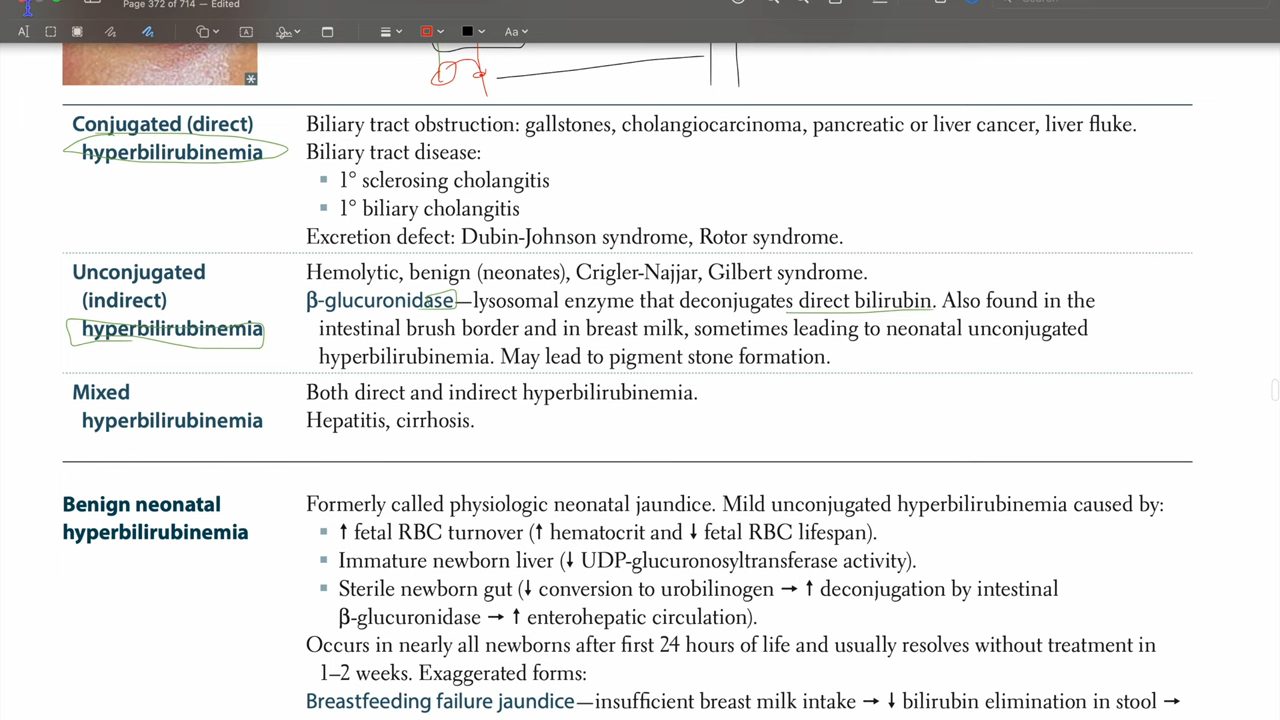 Page 372 of 714 — Edited
Aa
Conjugated (direct)
hyperbilirubinemia
Biliary tract obstruction: gallstones, cholangiocarcinoma, pancreatic or liver cancer, liver fluke.
Biliary tract disease:
▪ 1° sclerosing cholangitis
▪ 1° biliary cholangitis
Excretion defect: Dubin-Johnson syndrome, Rotor syndrome.
Unconjugated
(indirect)
hyperbilirubinemia
Hemolytic, benign (neonates), Crigler-Najjar, Gilbert syndrome.
β-glucuronidase—lysosomal enzyme that deconjugates direct bilirubin. Also found in the
intestinal brush border and in breast milk, sometimes leading to neonatal unconjugated
hyperbilirubinemia. May lead to pigment stone formation.
Mixed
hyperbilirubinemia
Both direct and indirect hyperbilirubinemia.
Hepatitis, cirrhosis.
Benign neonatal
hyperbilirubinemia
Formerly called physiologic neonatal jaundice. Mild unconjugated hyperbilirubinemia caused by:
▪ ↑ fetal RBC turnover (↑ hematocrit and ↓ fetal RBC lifespan).
▪ Immature newborn liver (↓ UDP-glucuronosyltransferase activity).
▪ Sterile newborn gut (↓ conversion to urobilinogen → ↑ deconjugation by intestinal
β-glucuronidase → ↑ enterohepatic circulation).
Occurs in nearly all newborns after first 24 hours of life and usually resolves without treatment in
1–2 weeks. Exaggerated forms:
Breastfeeding failure jaundice—insufficient breast milk intake → ↓ bilirubin elimination in stool →